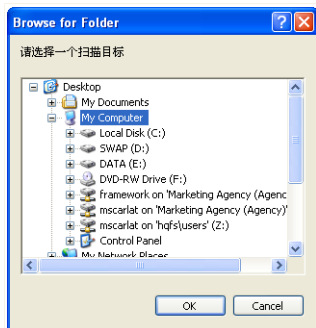 Browse for Folder
请选择一个扫描目标
Desktop
My Documents
My Computer
Local Disk (C:)
SWAP (D:)
DATA (E:)
DVD-RW Drive (F:)
framework on 'Marketing Agency (Agenc
mscarlat on 'Marketing Agency (Agency)'
mscarlat on 'hqfs\users' (Z:)
Control Panel
My Network Places
OK
Cancel